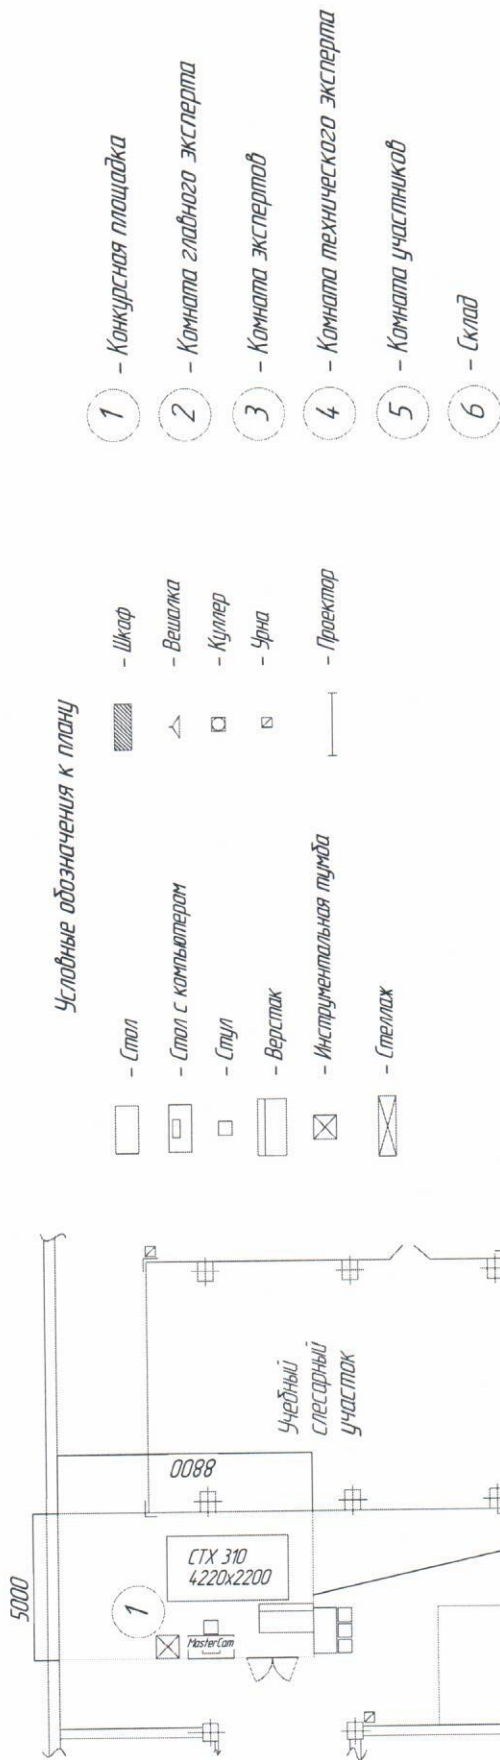 Условные обозначения к плану
- Стол
- Стол с компьютером
- Стул
- Верстак
- Инструментальная тумба
- Стеллаж
- Шкаф
- Вешалка
- Куллер
- Урна
- Проектор
1 - Конкурсная площадка
2 - Комната главного эксперта
3 - Комната экспертов
4 - Комната технического эксперта
5 - Комната участников
6 - Склад
5000
8800
1
CTX 310
4220x2200
MasterCam
Учебный
слесарный
участок